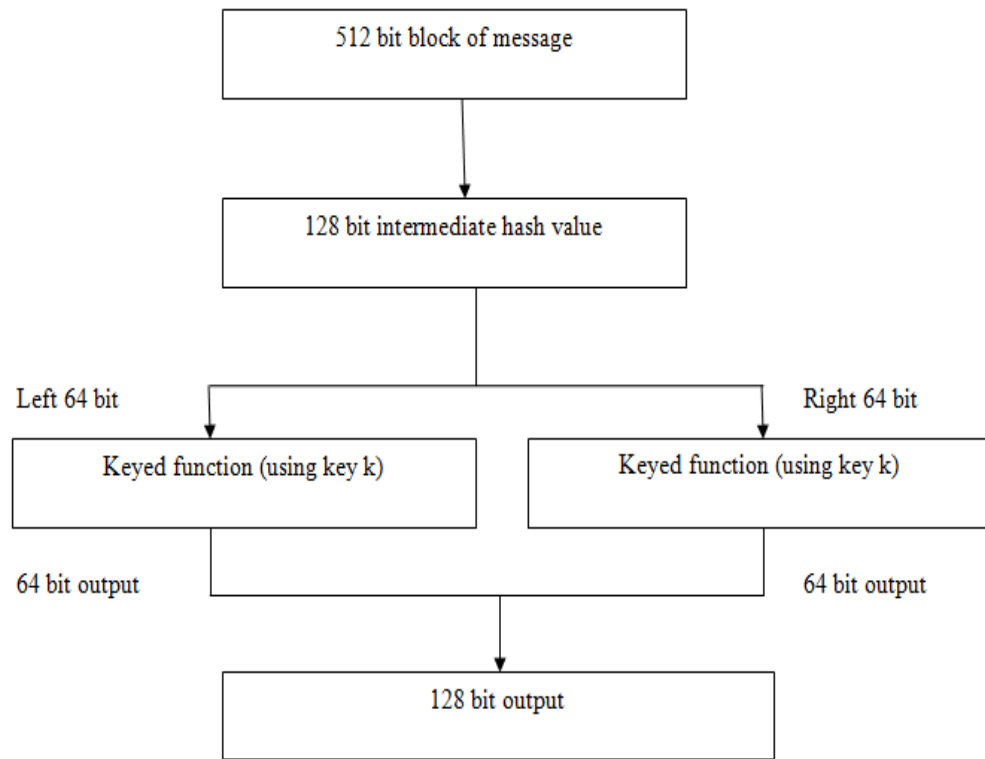 512 bit block of message
128 bit intermediate hash value
Left 64 bit
Right 64 bit
Keyed function (using key k)
Keyed function (using key k)
64 bit output
64 bit output
128 bit output